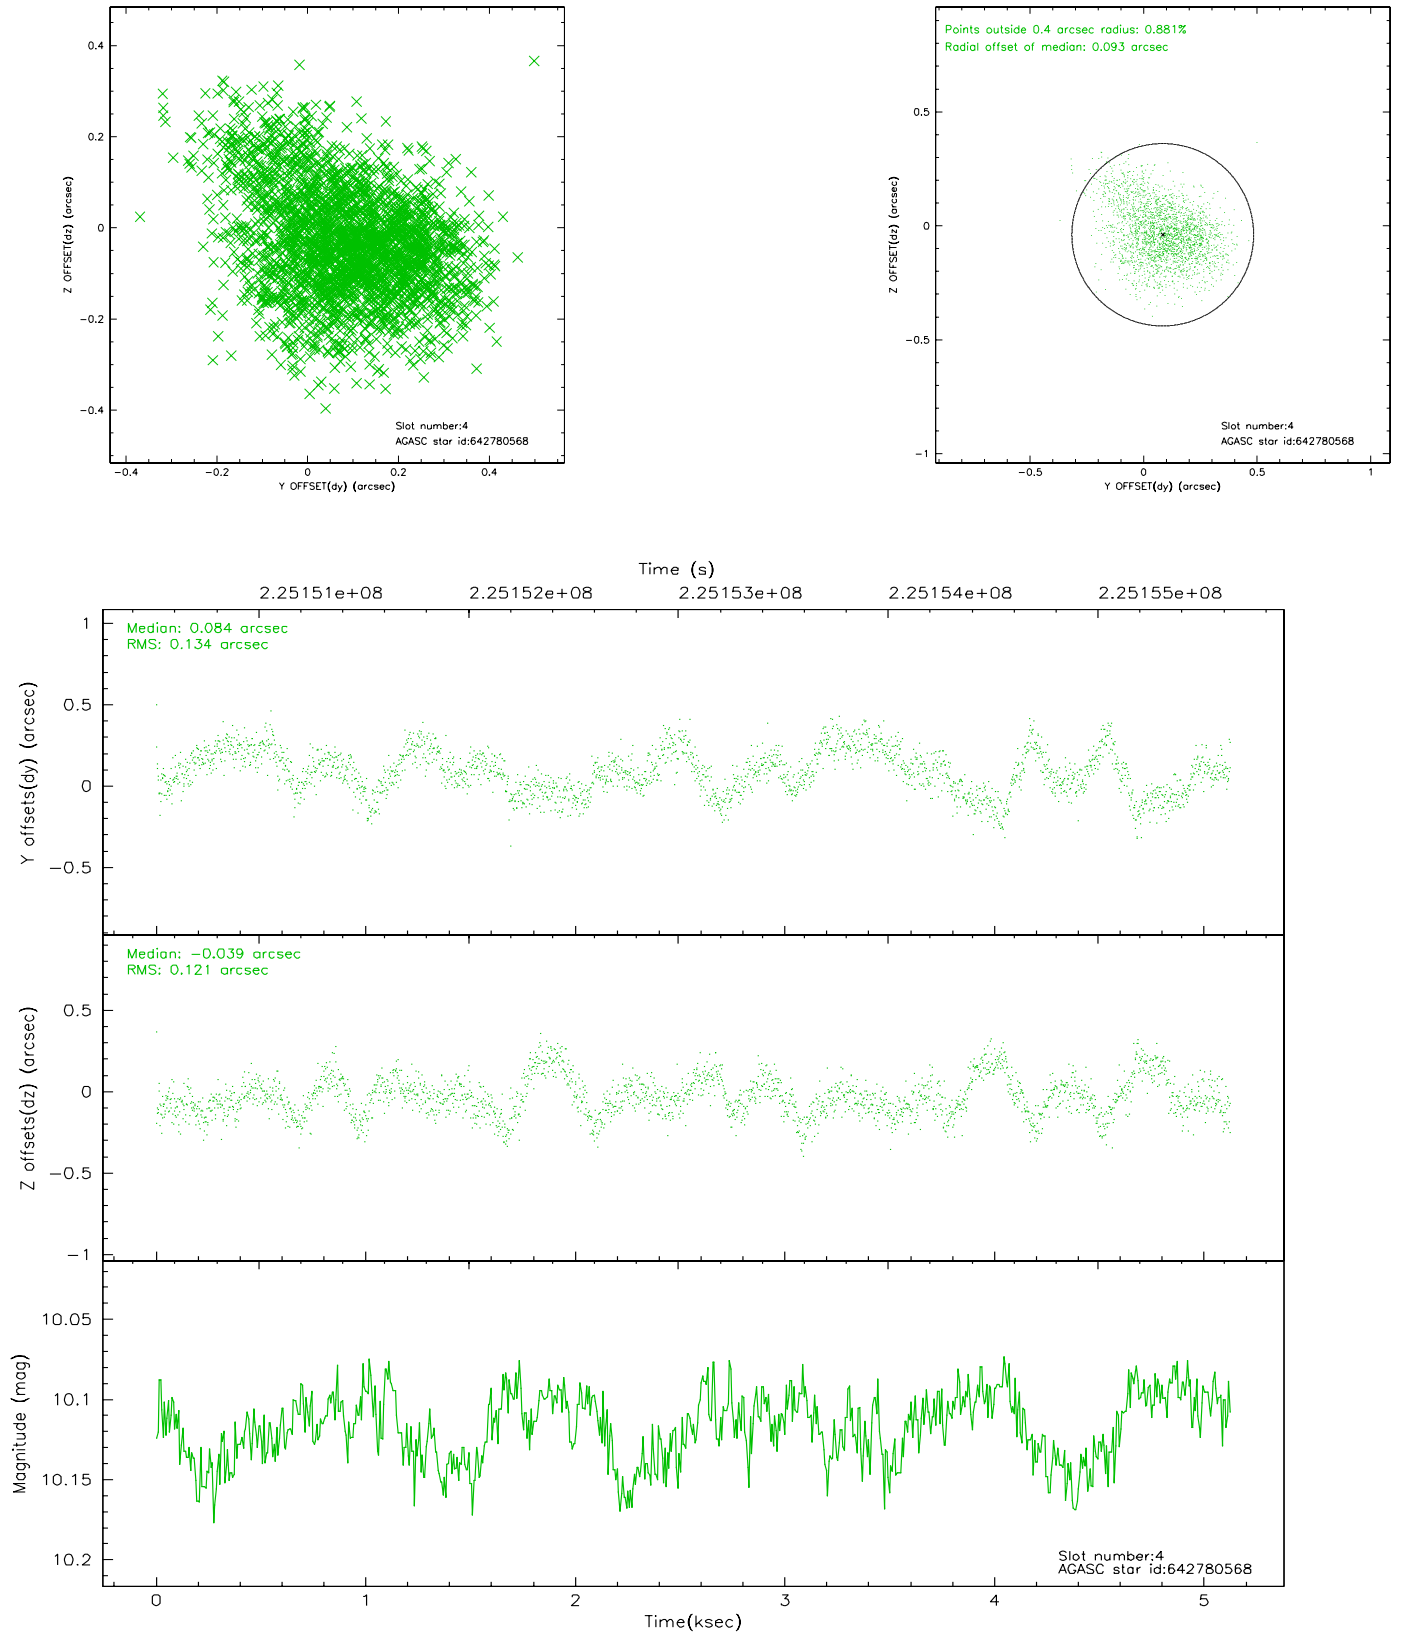 0.4
0.2
0
−0.2
−0.4
Z OFFSET(dz) (arcsec)
Slot number:4
AGASC star id:642780568
−0.4 −0.2 0 0.2 0.4
Y OFFSET(dy) (arcsec)
Points outside 0.4 arcsec radius: 0.881%
Radial offset of median: 0.093 arcsec
0.5
0
−0.5
−1
Z OFFSET(dz) (arcsec)
Slot number:4
AGASC star id:642780568
−0.5 0 0.5 1
Y OFFSET(dy) (arcsec)
Time (s)
2.25151e+08 2.25152e+08 2.25153e+08 2.25154e+08 2.25155e+08
Median: 0.084 arcsec
RMS: 0.134 arcsec
1
0.5
0
−0.5
Y offsets(dy) (arcsec)
Median: −0.039 arcsec
RMS: 0.121 arcsec
0.5
0
−0.5
−1
Z offsets(dz) (arcsec)
10.05
10.1
10.15
10.2
Magnitude (mag)
Slot number:4
AGASC star id:642780568
0 1 2 3 4 5
Time(ksec)